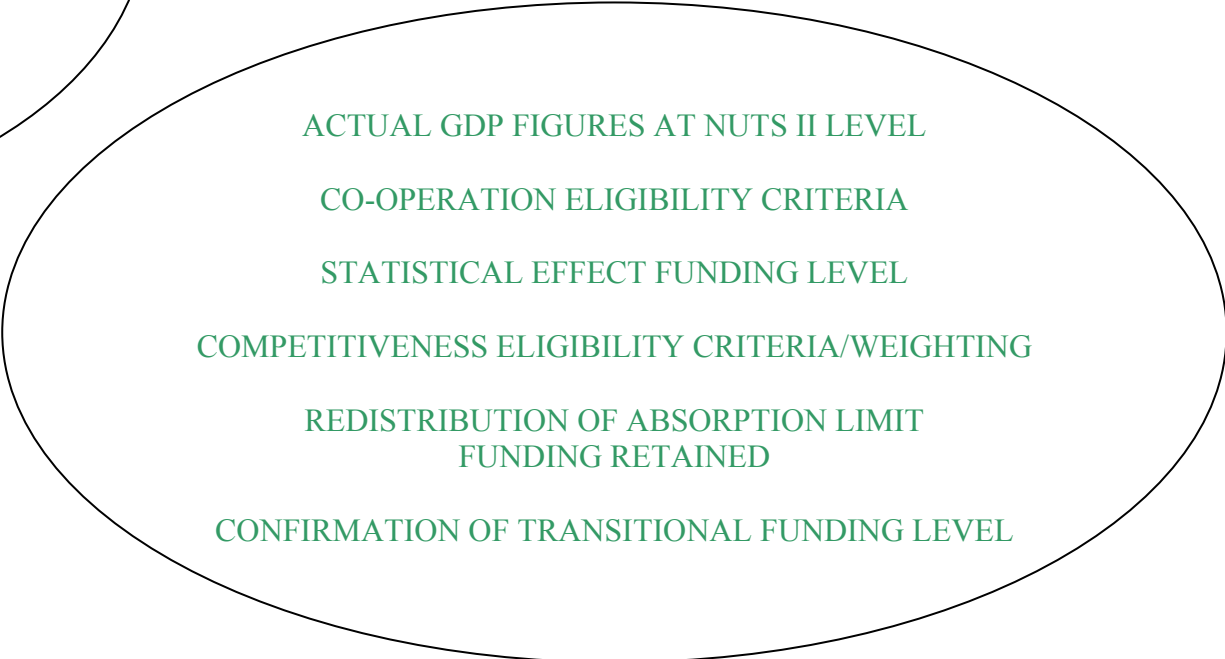 ACTUAL GDP FIGURES AT NUTS II LEVEL
CO-OPERATION ELIGIBILITY CRITERIA
STATISTICAL EFFECT FUNDING LEVEL
COMPETITIVENESS ELIGIBILITY CRITERIA/WEIGHTING
REDISTRIBUTION OF ABSORPTION LIMIT
FUNDING RETAINED
CONFIRMATION OF TRANSITIONAL FUNDING LEVEL